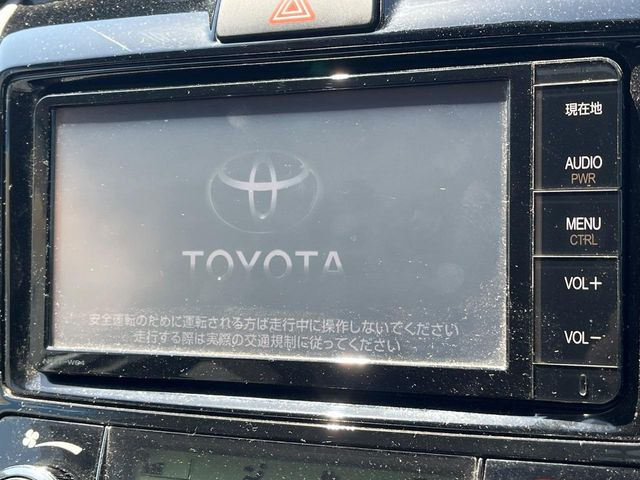 現在地
AUDIO
PWR
MENU
CTRL
VOL+
VOL-
TOYOTA
安全運転のために運転される方は走行中に操作しないでください
走行する際は実際の交通規制に従ってください